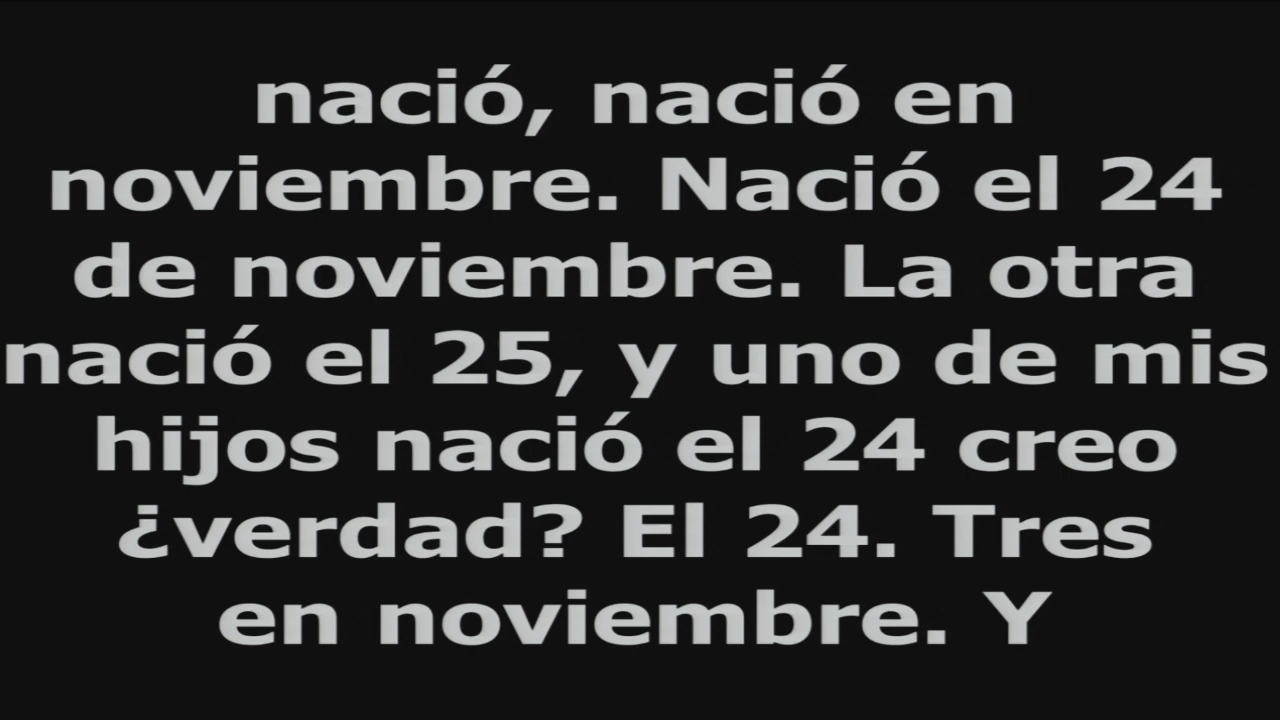 nació, nació en
noviembre. Nació el 24
de noviembre. La otra
nació el 25, y uno de mis
hijos nació el 24 creo
¿verdad? El 24. Tres
en noviembre. Y